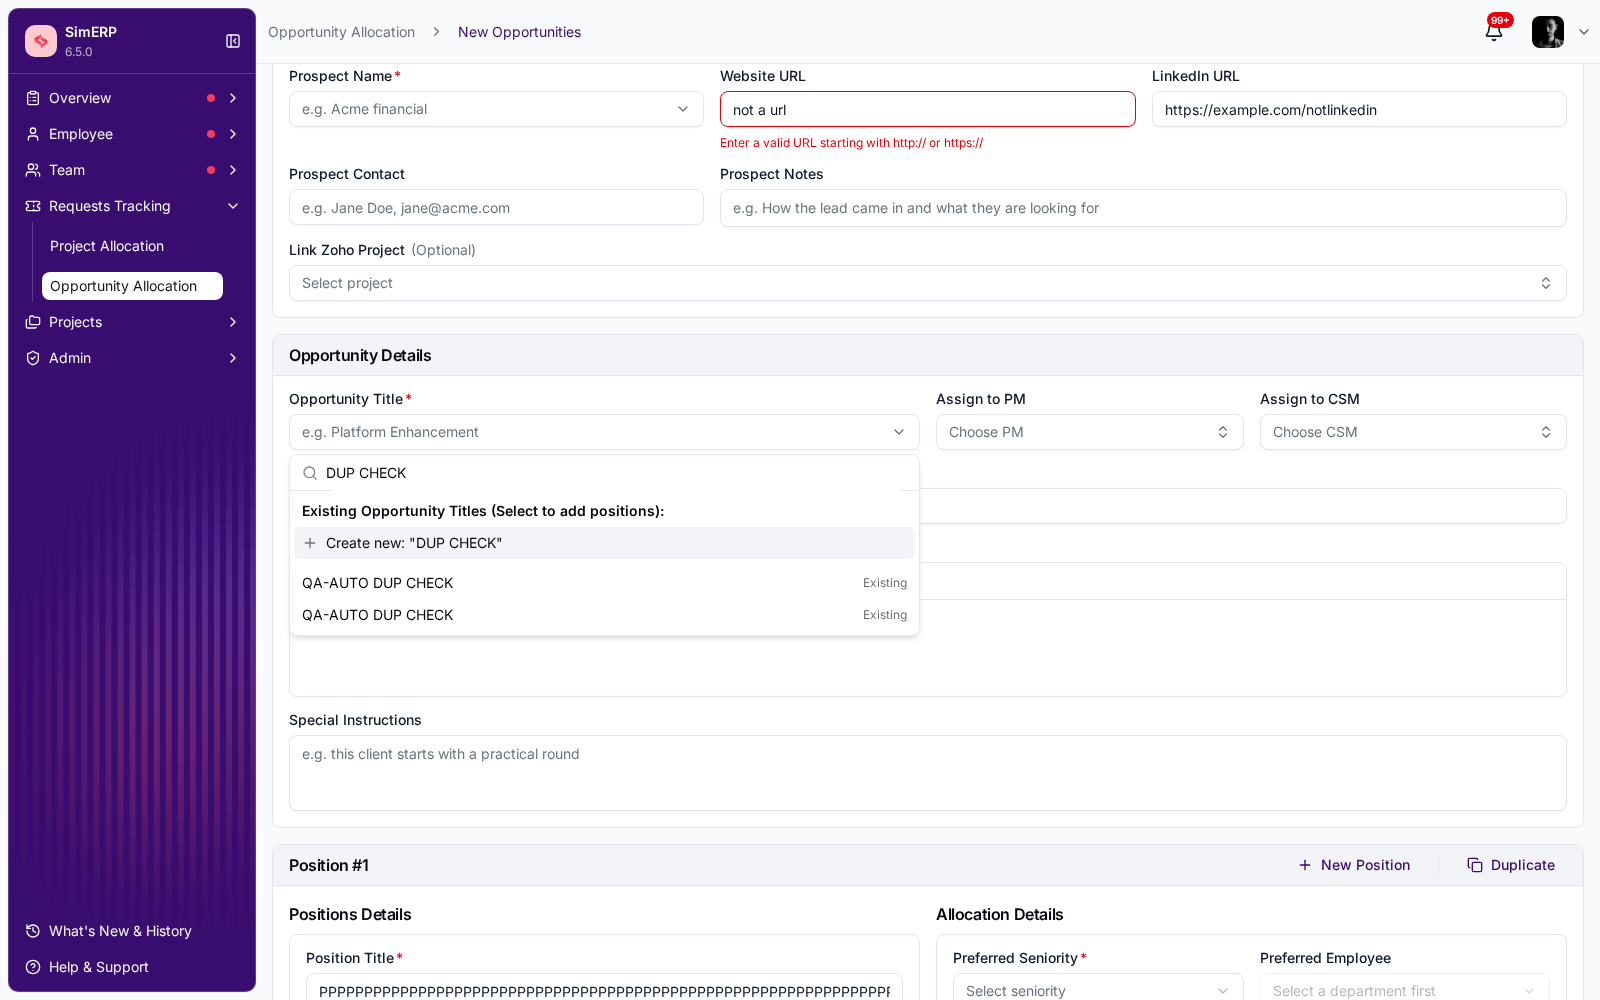 SimERP
6.5.0
Overview
Employee
Team
Requests Tracking
Project Allocation
Opportunity Allocation
Projects
Admin
What's New & History
Help & Support
Opportunity Allocation
New Opportunities
99+
Prospect Name*
Website URL
LinkedIn URL
e.g. Acme financial
not a url
https://example.com/notlinkedin
Enter a valid URL starting with http:// or https://
Prospect Contact
Prospect Notes
e.g. Jane Doe, jane@acme.com
e.g. How the lead came in and what they are looking for
Link Zoho Project (Optional)
Select project
Opportunity Details
Opportunity Title*
Assign to PM
Assign to CSM
e.g. Platform Enhancement
Choose PM
Choose CSM
DUP CHECK
Existing Opportunity Titles (Select to add positions):
Create new: "DUP CHECK"
QA-AUTO DUP CHECK Existing
QA-AUTO DUP CHECK Existing
Special Instructions
e.g. this client starts with a practical round
Position #1
New Position
Duplicate
Positions Details
Allocation Details
Position Title*
Preferred Seniority*
Preferred Employee
Select seniority
Select a department first